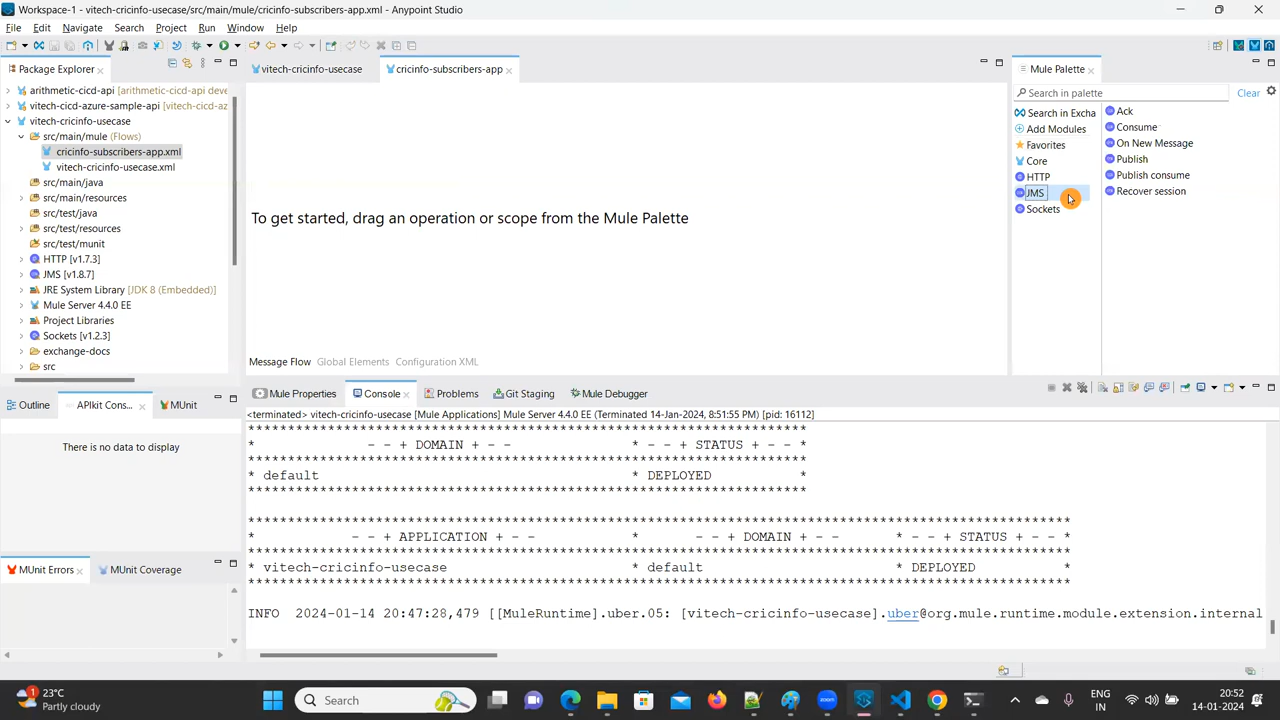 Workspace-1 - vitech-cricinfo-usecase/src/main/mule/cricinfo-subscribers-app.xml - Anypoint Studio
File Edit Navigate Search Project Run Window Help
Package Explorer
arithmetic-cicd-api [arithmetic-cicd-api deve
vitech-cicd-azure-sample-api [vitech-cicd-az
vitech-cricinfo-usecase
src/main/mule (Flows)
cricinfo-subscribers-app.xml
vitech-cricinfo-usecase.xml
src/main/java
src/main/resources
src/test/java
src/test/resources
src/test/munit
HTTP [v1.7.3]
JMS [v1.8.7]
JRE System Library [JDK 8 (Embedded)]
Mule Server 4.4.0 EE
Project Libraries
Sockets [v1.2.3]
exchange-docs
src
vitech-cricinfo-usecase
cricinfo-subscribers-app
To get started, drag an operation or scope from the Mule Palette
Message Flow Global Elements Configuration XML
Mule Palette
Search in palette
Clear
Search in Excha
Add Modules
Favorites
Core
HTTP
JMS
Sockets
Ack
Consume
On New Message
Publish
Publish consume
Recover session
Outline
APIkit Cons...
MUnit
There is no data to display
MUnit Errors
MUnit Coverage
Mule Properties
Console
Problems
Git Staging
Mule Debugger
<terminated> vitech-cricinfo-usecase [Mule Applications] Mule Server 4.4.0 EE (Terminated 14-Jan-2024, 8:51:55 PM) [pid: 16112]
*****************************************************************************
* - - + DOMAIN + - - * - - + STATUS + - - *
*****************************************************************************
* default * DEPLOYED *
*****************************************************************************
*******************************************************************************************************
* - - + APPLICATION + - - * - - + DOMAIN + - - * - - + STATUS + - - *
*******************************************************************************************************
* vitech-cricinfo-usecase * default * DEPLOYED *
*******************************************************************************************************
INFO 2024-01-14 20:47:28,479 [[MuleRuntime].uber.05: [vitech-cricinfo-usecase].uber@org.mule.runtime.module.extension.internal
1
23°C
Partly cloudy
Search
ENG
IN
20:52
14-01-2024